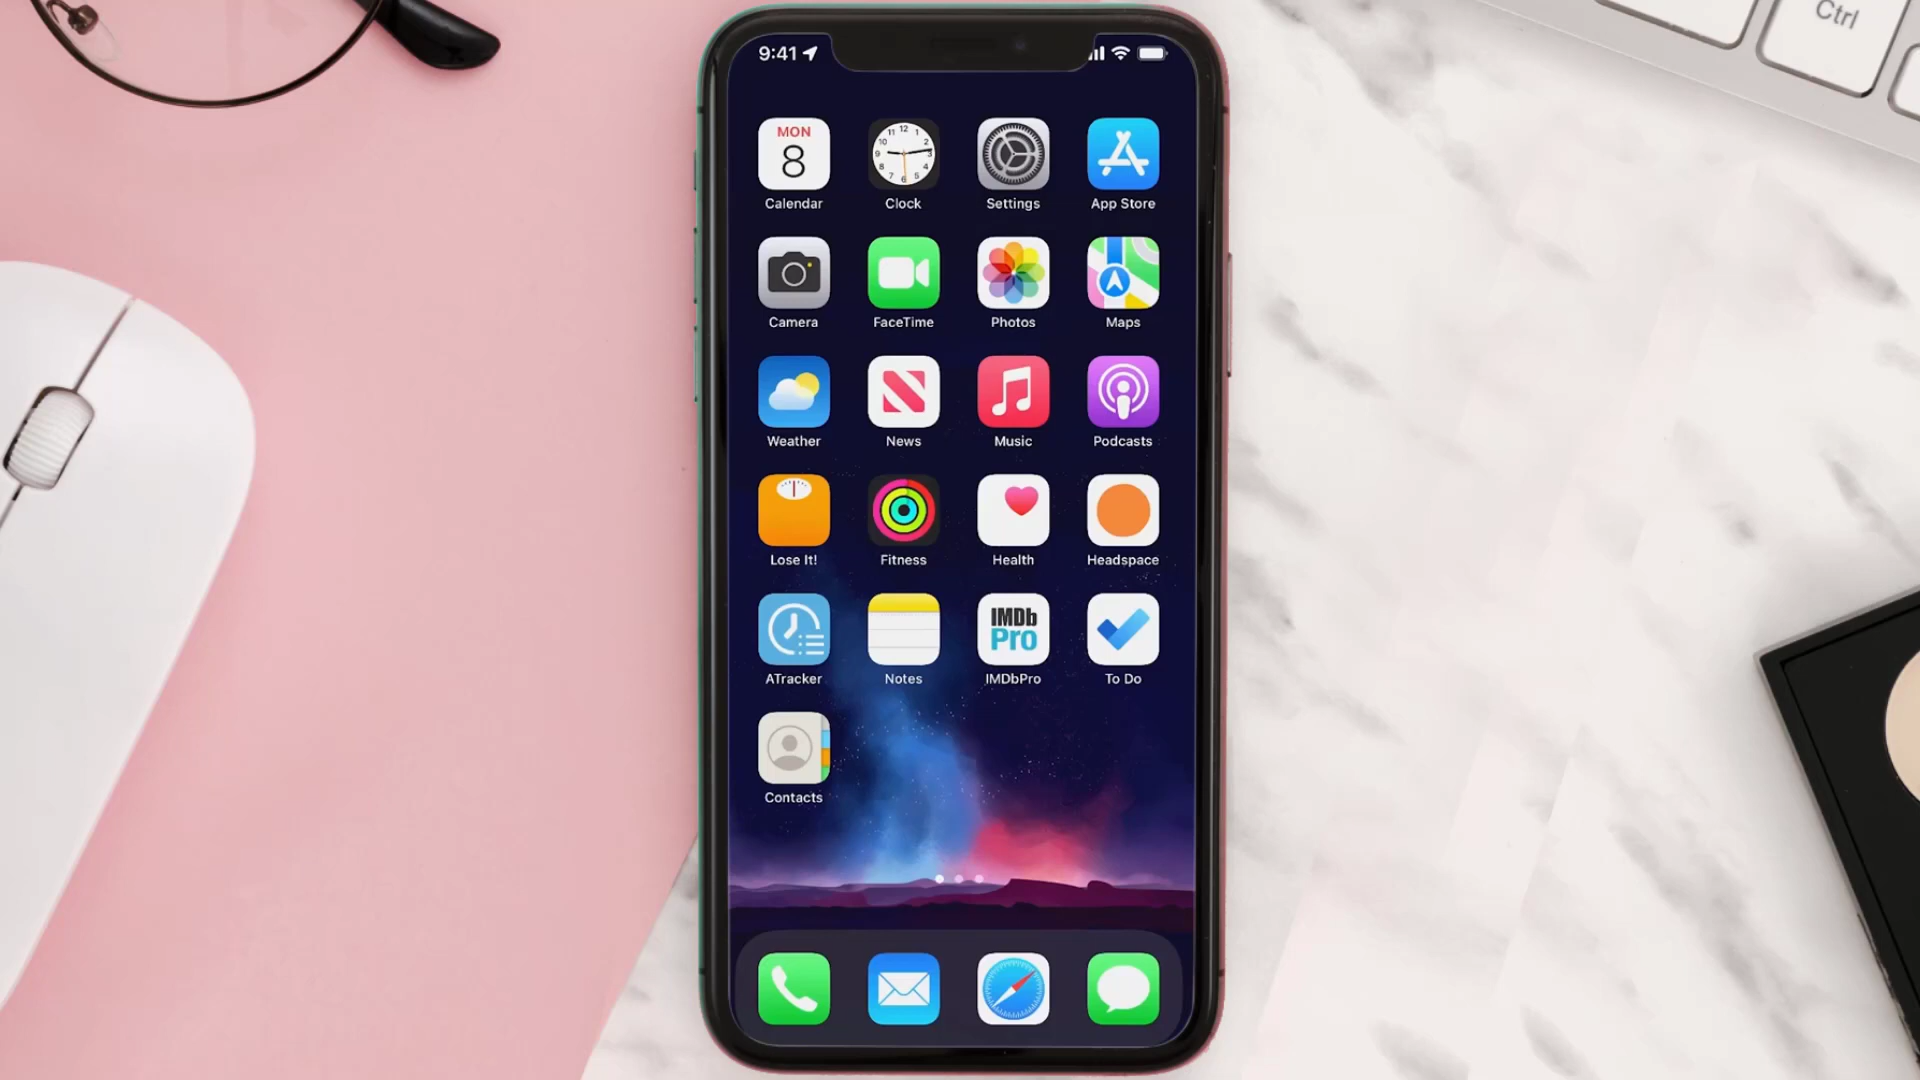 Ctrl
9:41
MON
8
Calendar
Clock
Settings
App Store
Camera
FaceTime
Photos
Maps
Weather
News
Music
Podcasts
Lose It!
Fitness
Health
Headspace
IMDb
Pro
ATracker
Notes
IMDbPro
To Do
Contacts